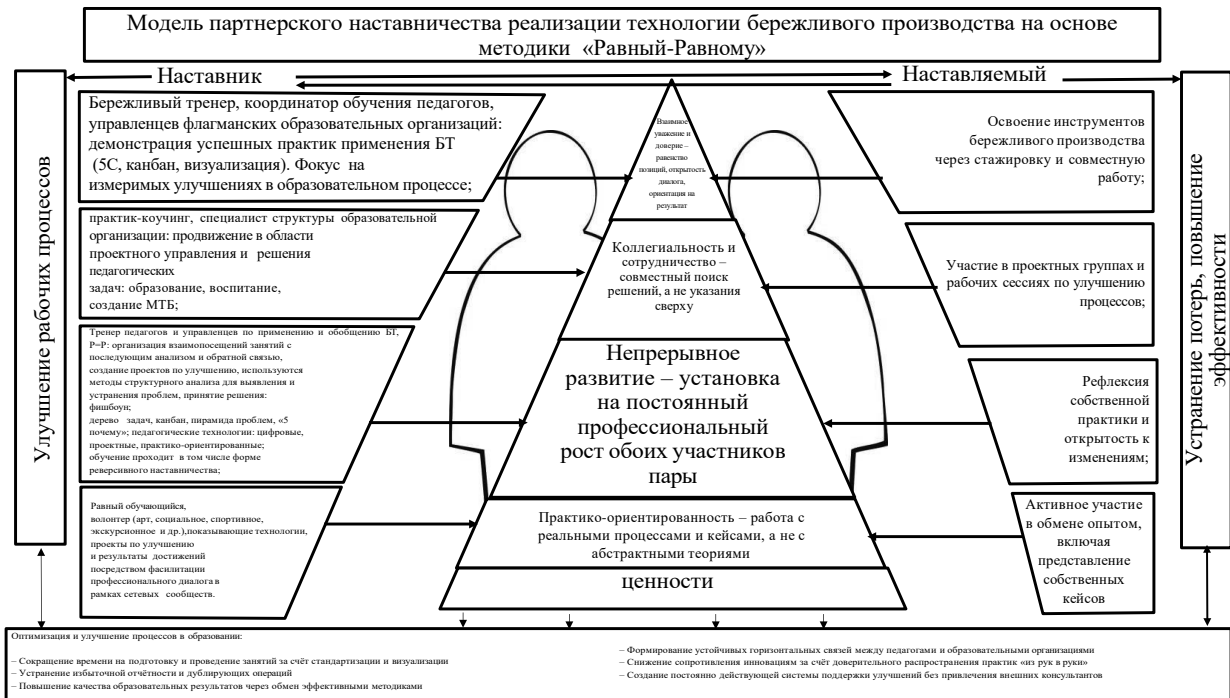 Модель партнерского наставничества реализации технологии бережливого производства на основе
методики «Равный-Равному»
Наставник
Наставляемый
Улучшение рабочих процессов
Бережливый тренер, координатор обучения педагогов,
управленцев флагманских образовательных организаций:
демонстрация успешных практик применения БТ
(5С, канбан, визуализация). Фокус на
измеримых улучшениях в образовательном процессе;
практик-коучинг, специалист структуры образовательной
организации: продвижение в области
проектного управления и решения
педагогических
задач: образование, воспитание,
создание МТБ;
Тренер педагогов и управленцев по применению и обобщению БТ,
Р=Р: организация взаимопосещений занятий с
последующим анализом и обратной связью,
создание проектов по улучшению, используются
методы структурного анализа для выявления и
устранения проблем, принятие решения:
фишбоун;
дерево задач, канбан, пирамида проблем, «5
почему»; педагогические технологии: цифровые,
проектные, практико-ориентированные;
обучение проходит в том числе форме
реверсивного наставничества;
Равный обучающийся,
волонтер (арт, социальное, спортивное,
экскурсионное и др.),показывающие технологии,
проекты по улучшению
и результаты достижений
посредством фасилитации
профессионального диалога в
рамках сетевых сообществ.
Взаимное
уважение и
доверие –
равенство
позиций, открытость
диалога,
ориентация на
результат
Коллегиальность и
сотрудничество –
совместный поиск
решений, а не указания
сверху
Непрерывное
развитие – установка
на постоянный
профессиональный
рост обоих участников
пары
Практико-ориентированность – работа с
реальными процессами и кейсами, а не с
абстрактными теориями
ценности
Освоение инструментов
бережливого производства
через стажировку и совместную
работу;
Участие в проектных группах и
рабочих сессиях по улучшению
процессов;
Рефлексия
собственной
практики и
открытость к
изменениям;
Активное участие
в обмене опытом,
включая
представление
собственных
кейсов
Устранение потерь, повышение
эффективности
Оптимизация и улучшение процессов в образовании:
– Сокращение времени на подготовку и проведение занятий за счёт стандартизации и визуализации
– Устранение избыточной отчётности и дублирующих операций
– Повышение качества образовательных результатов через обмен эффективными методиками
– Формирование устойчивых горизонтальных связей между педагогами и образовательными организациями
– Снижение сопротивления инновациям за счёт доверительного распространения практик «из рук в руки»
– Создание постоянно действующей системы поддержки улучшений без привлечения внешних консультантов